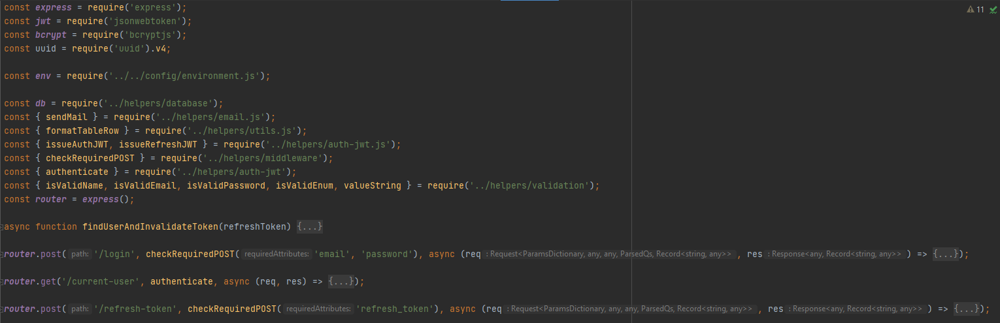 const express = require('express');
const jwt = require('jsonwebtoken');
const bcrypt = require('bcryptjs');
const uuid = require('uuid').v4;
const env = require('../../config/environment.js');
const db = require('../helpers/database');
const { sendMail } = require('../helpers/email.js');
const { formatTableRow } = require('../helpers/utils.js');
const { issueAuthJWT, issueRefreshJWT } = require('../helpers/auth-jwt.js');
const { checkRequiredPOST } = require('../helpers/middleware');
const { authenticate } = require('../helpers/auth-jwt');
const { isValidName, isValidEmail, isValidPassword, isValidEnum, valueString } = require('../helpers/validation');
const router = express();
async function findUserAndInvalidateToken(refreshToken) {...}
router.post( path: '/login', checkRequiredPOST( requiredAttributes: 'email', 'password'), async (req : Request<ParamsDictionary, any, any, ParsedQs, Record<string, any>> , res : Response<any, Record<string, any>> ) => {...});
router.get('/current-user', authenticate, async (req, res) => {...});
router.post( path: '/refresh-token', checkRequiredPOST( requiredAttributes: 'refresh_token'), async (req : Request<ParamsDictionary, any, any, ParsedQs, Record<string, any>> , res : Response<any, Record<string, any>> ) => {...});
11